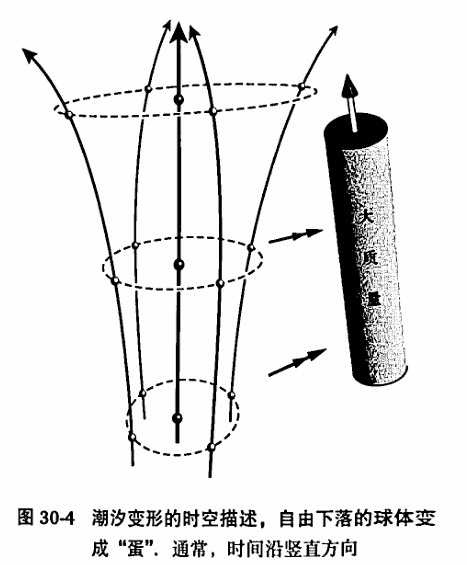 大
质
量
图 30-4 潮汐变形的时空描述，自由下落的球体变
成“蛋”. 通常，时间沿竖直方向